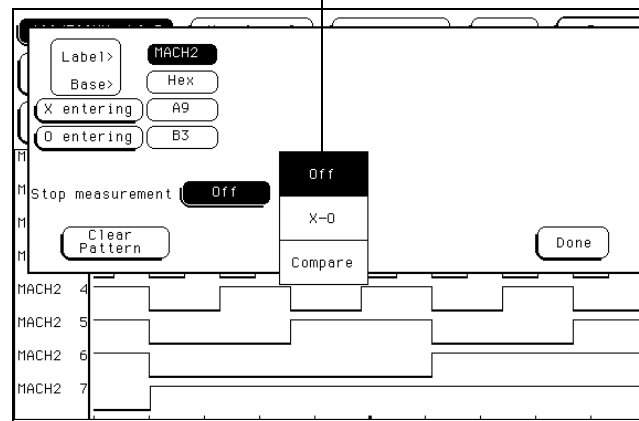 Label> MACH2
Base> Hex
X entering A9
O entering B3
Stop measurement Off
Off
X-O
Compare
Clear
Pattern
Done
MACH2 4
MACH2 5
MACH2 6
MACH2 7